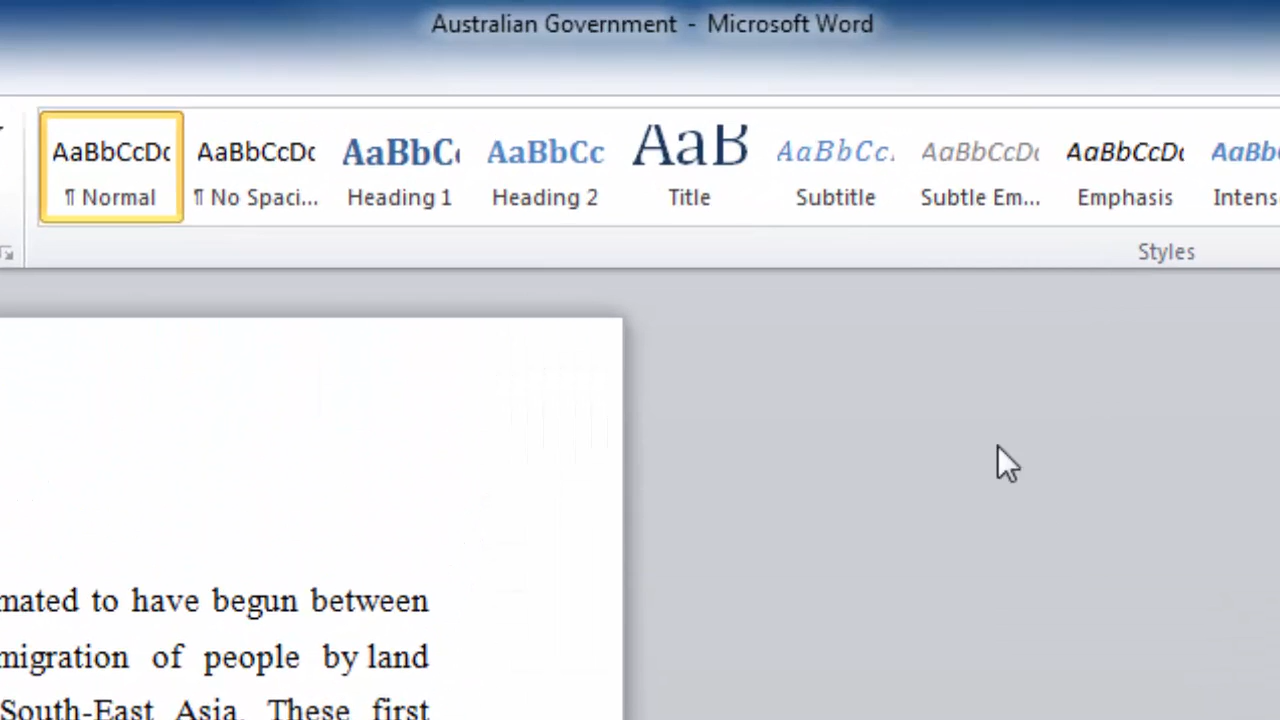 Australian Government - Microsoft Word
AaBbCcDc AaBbCcDc AaBbC AaBbCc AaB AaBbCc. AaBbCcDc AaBbCcDc AaBb
¶ Normal ¶ No Spaci... Heading 1 Heading 2 Title Subtitle Subtle Em... Emphasis Intens
Styles
mated to have begun between
migration of people by land
South-East Asia. These first